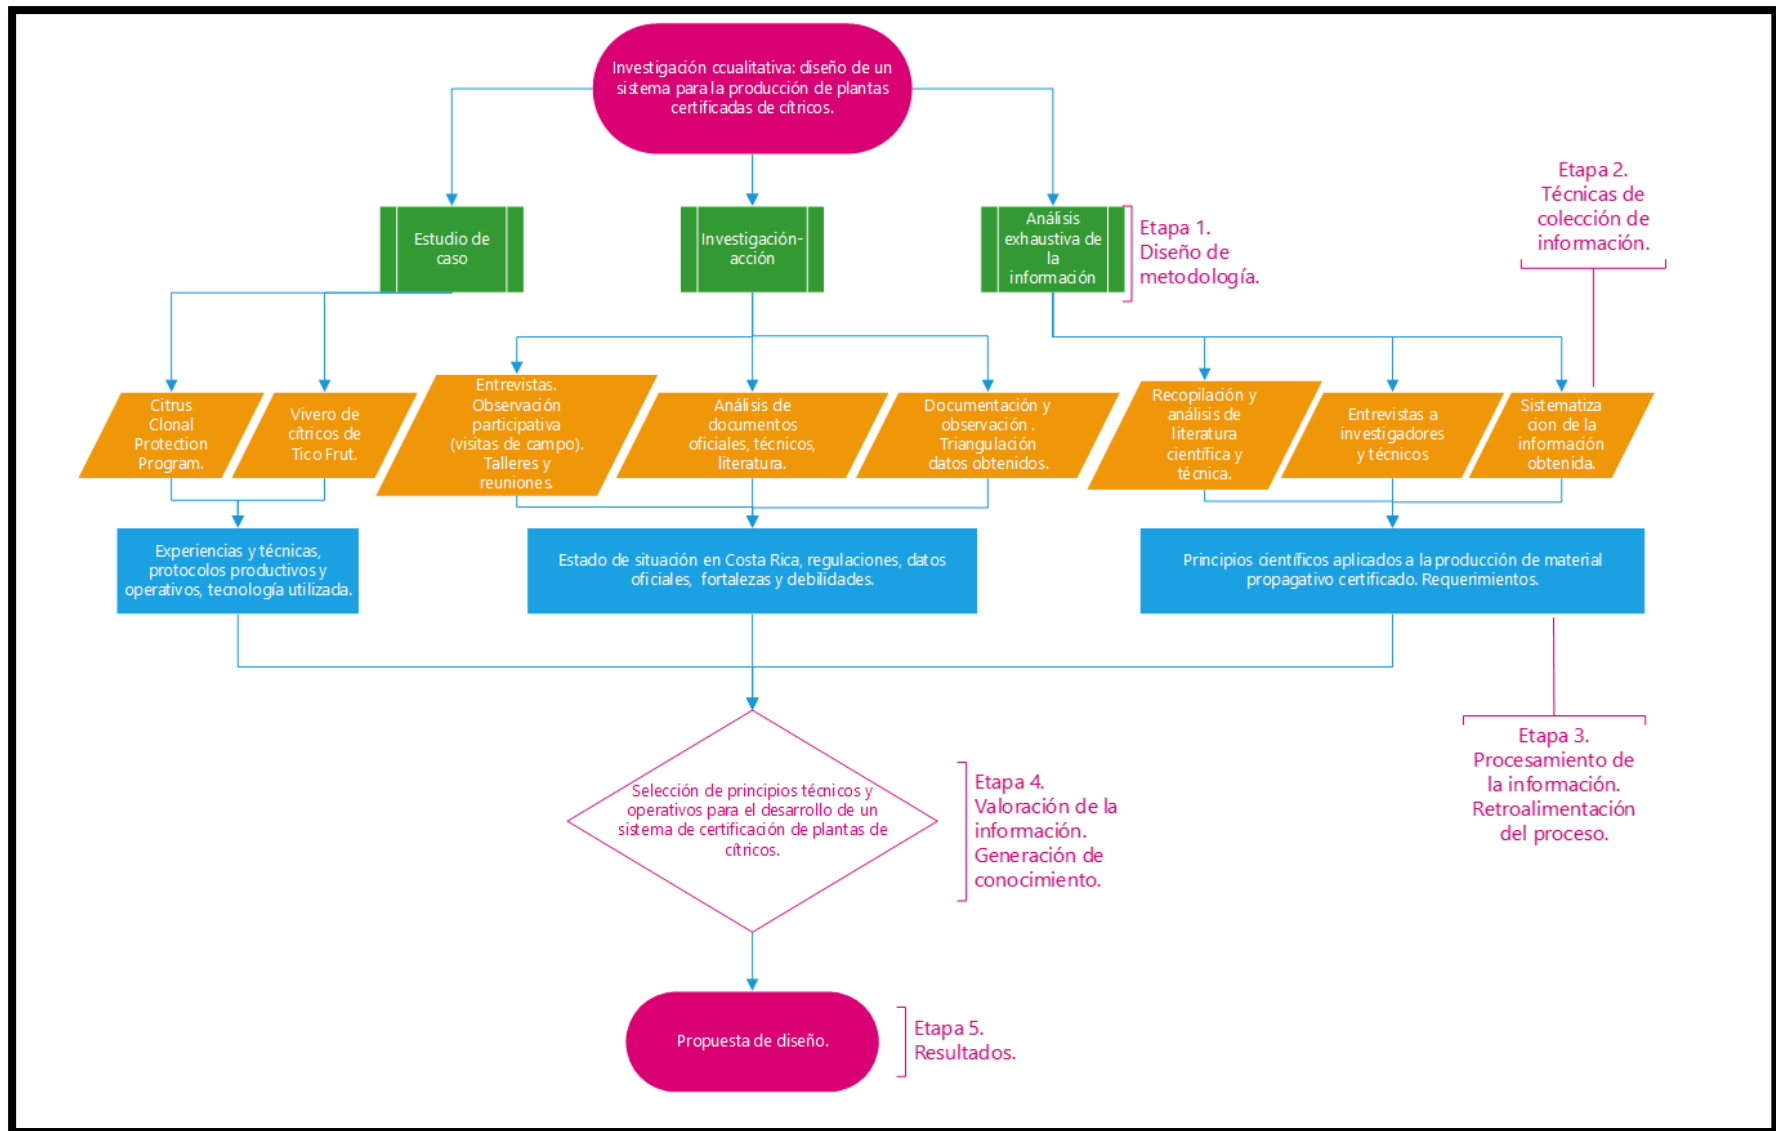 Investigación ccualitativa: diseño de un
sistema para la producción de plantas
certificadas de cítricos.
Estudio de
caso
Investigación-
acción
Análisis
exhaustiva de
la
información
Etapa 1.
Diseño de
metodología.
Etapa 2.
Técnicas de
colección de
información.
Citrus
Clonal
Protection
Program.
Vivero de
cítricos de
Tico Frut.
Entrevistas.
Observación
participativa
(visitas de campo).
Talleres y
reuniones.
Análisis de
documentos
oficiales, técnicos,
literatura.
Documentación y
observación .
Triangulación
datos obtenidos.
Recopilación y
análisis de
literatura
científica y
técnica.
Entrevistas a
investigadores
y técnicos
Sistematiza
cion de la
información
obtenida.
Experiencias y técnicas,
protocolos productivos y
operativos, tecnología utilizada.
Estado de situación en Costa Rica, regulaciones, datos
oficiales, fortalezas y debilidades.
Principios científicos aplicados a la producción de material
propagativo certificado. Requerimientos.
Etapa 3.
Procesamiento de
la información.
Retroalimentación
del proceso.
Selección de principios técnicos y
operativos para el desarrollo de un
sistema de certificación de plantas de
cítricos.
Etapa 4.
Valoración de la
información.
Generación de
conocimiento.
Propuesta de diseño.
Etapa 5.
Resultados.